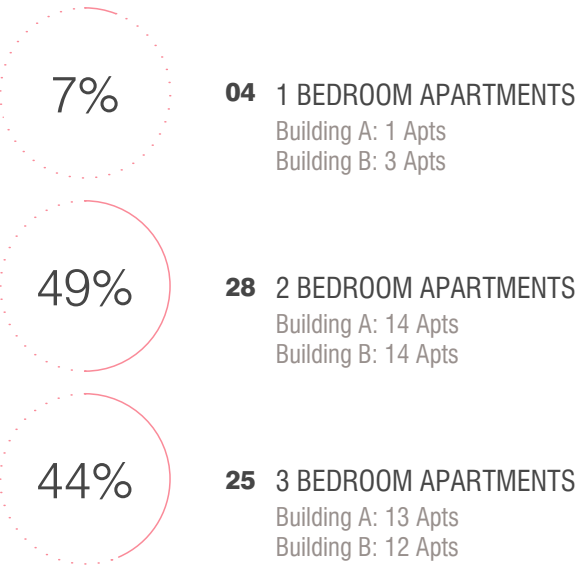 7%
04 1 BEDROOM APARTMENTS
Building A: 1 Apts
Building B: 3 Apts
49%
28 2 BEDROOM APARTMENTS
Building A: 14 Apts
Building B: 14 Apts
44%
25 3 BEDROOM APARTMENTS
Building A: 13 Apts
Building B: 12 Apts